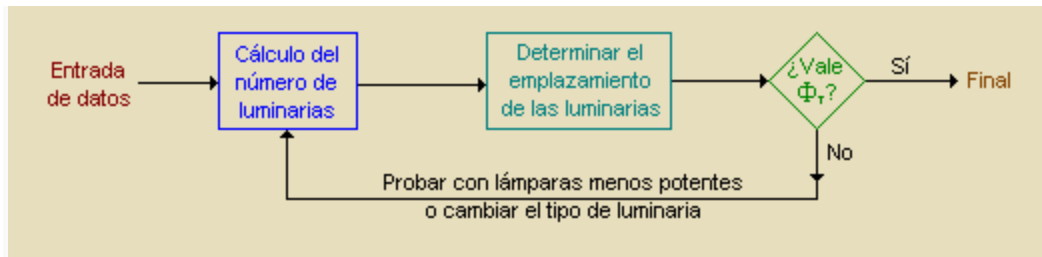 Entrada
de datos
Cálculo del
número de
luminarias
Determinar el
emplazamiento
de las luminarias
¿Vale
Φ_T?
Sí
Final
No
Probar con lámparas menos potentes
o cambiar el tipo de luminaria